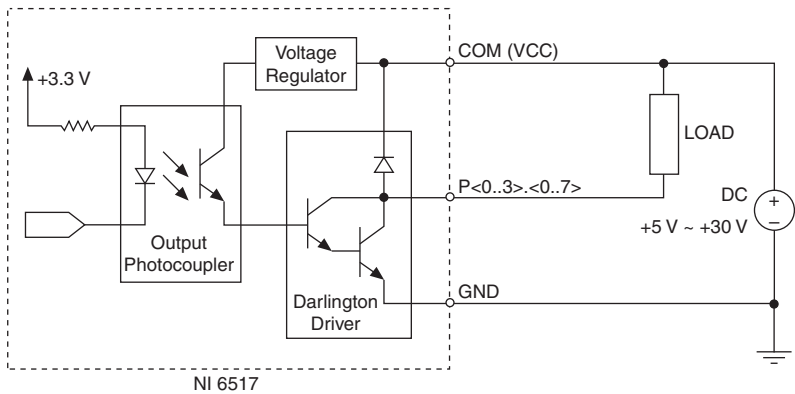 Voltage
Regulator
COM (VCC)
+3.3 V
LOAD
P<0..3>.<0..7>
DC
+
–
+5 V ~ +30 V
Output
Photocoupler
GND
Darlington
Driver
NI 6517